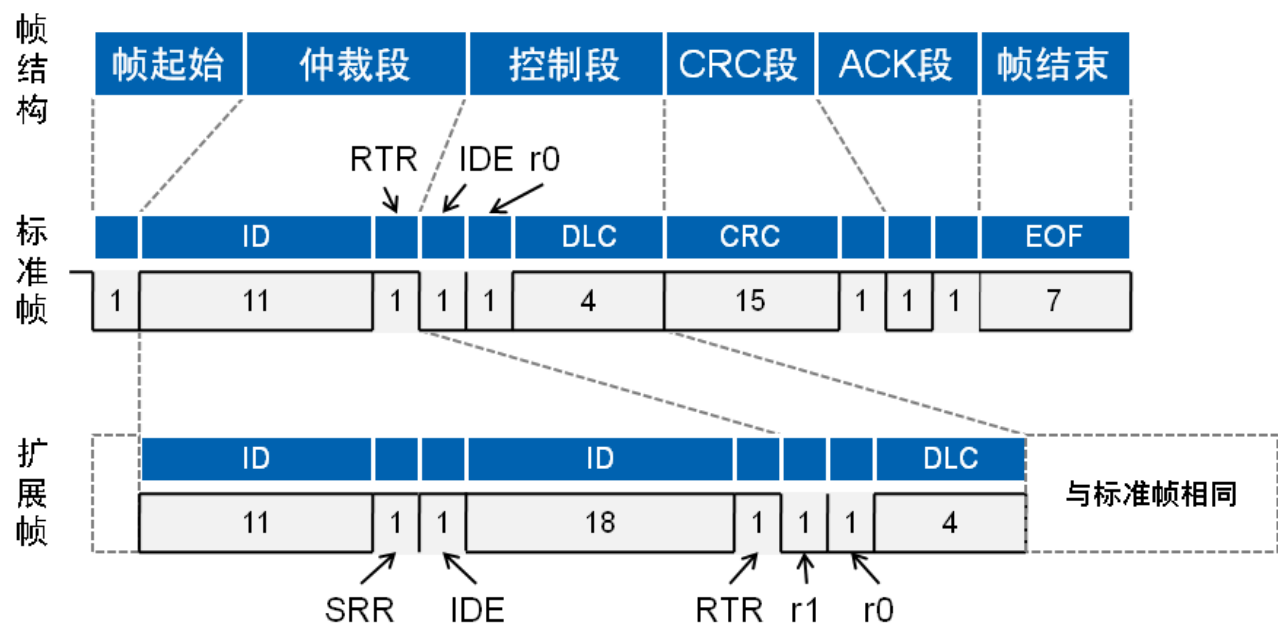 帧结构
帧起始 仲裁段 控制段 CRC段 ACK段 帧结束
RTR IDE r0
标准帧
ID DLC CRC EOF
1 11 1 1 1 4 15 1 1 1 7
扩展帧
ID ID DLC
与标准帧相同
11 1 1 18 1 1 1 4
SRR IDE RTR r1 r0